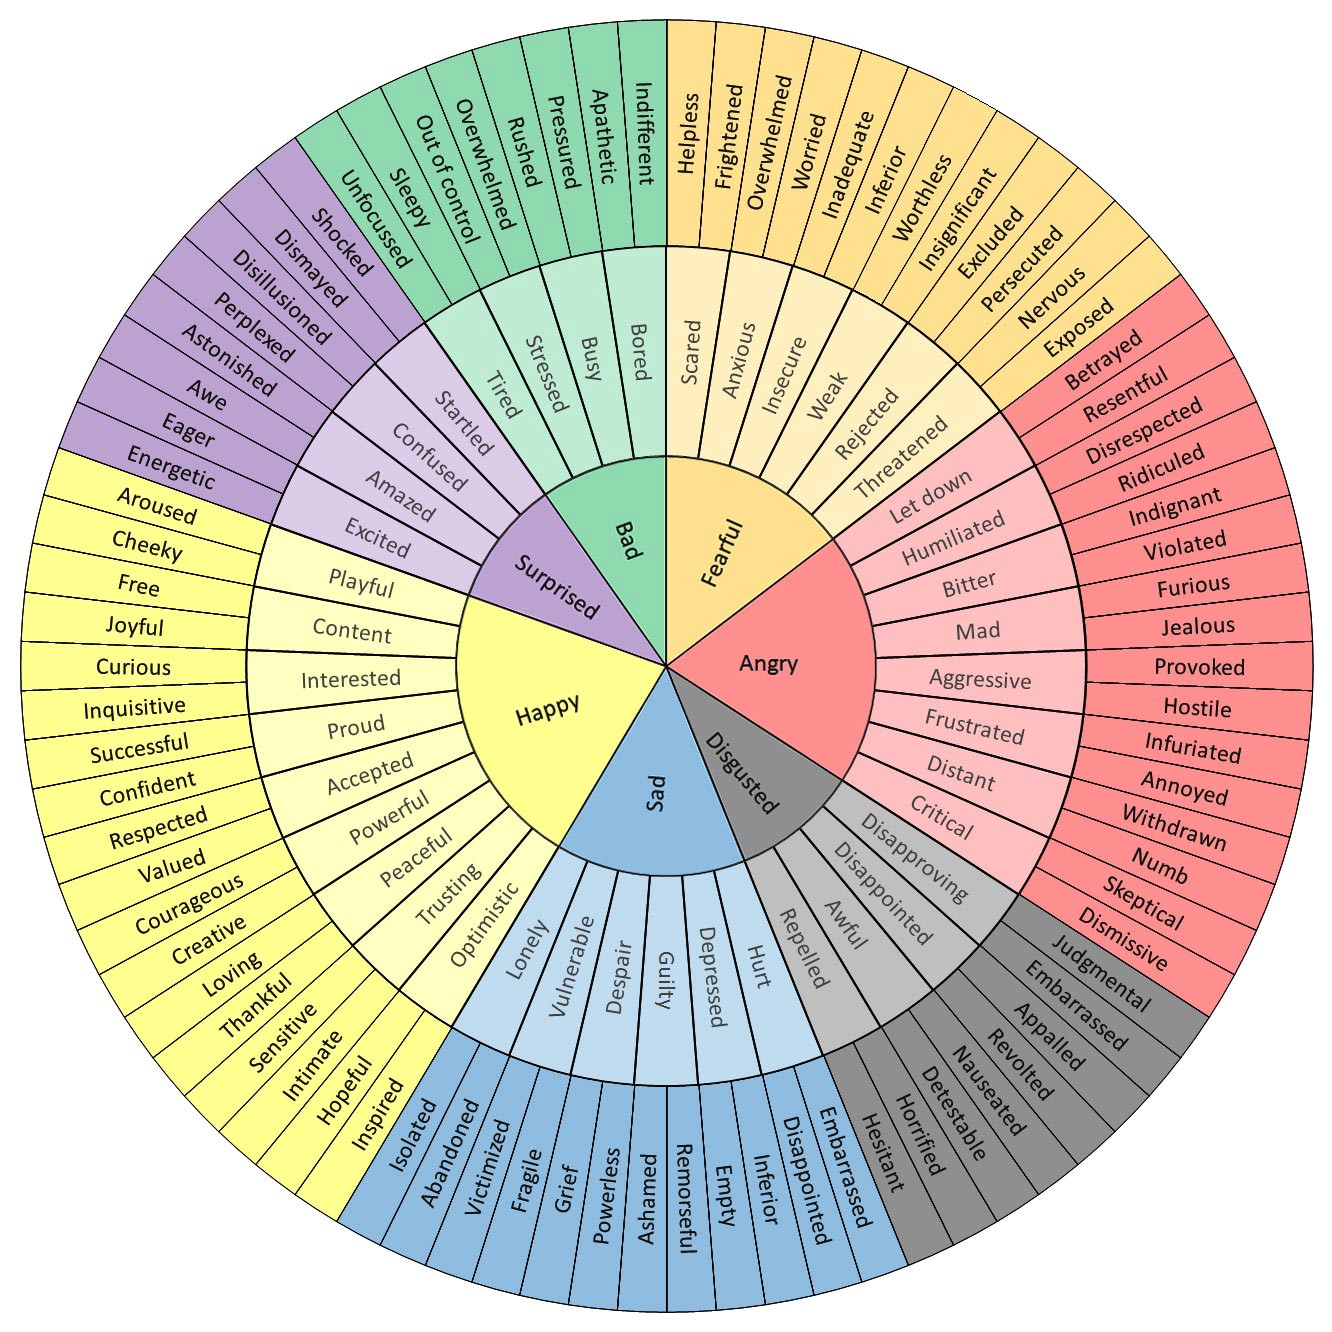 Fearful
Angry
Disgusted
Sad
Happy
Surprised
Bad
Scared
Anxious
Insecure
Weak
Rejected
Threatened
Let down
Humiliated
Bitter
Mad
Aggressive
Frustrated
Distant
Critical
Disapproving
Disappointed
Awful
Repelled
Hurt
Depressed
Guilty
Despair
Vulnerable
Lonely
Optimistic
Trusting
Peaceful
Powerful
Accepted
Proud
Interested
Content
Playful
Excited
Amazed
Confused
Startled
Tired
Stressed
Busy
Bored
Helpless
Frightened
Overwhelmed
Worried
Inadequate
Inferior
Worthless
Insignificant
Excluded
Persecuted
Nervous
Exposed
Betrayed
Resentful
Disrespected
Ridiculed
Indignant
Violated
Furious
Jealous
Provoked
Hostile
Infuriated
Annoyed
Withdrawn
Numb
Skeptical
Dismissive
Judgmental
Embarrassed
Appalled
Revolted
Nauseated
Detestable
Horrified
Hesitant
Embarrassed
Disappointed
Inferior
Empty
Remorseful
Ashamed
Powerless
Grief
Fragile
Victimized
Abandoned
Isolated
Inspired
Hopeful
Intimate
Sensitive
Thankful
Loving
Creative
Courageous
Valued
Respected
Confident
Successful
Inquisitive
Curious
Joyful
Free
Cheeky
Aroused
Energetic
Eager
Awe
Astonished
Perplexed
Disillusioned
Dismayed
Shocked
Unfocussed
Sleepy
Out of control
Overwhelmed
Rushed
Pressured
Apathetic
Indifferent